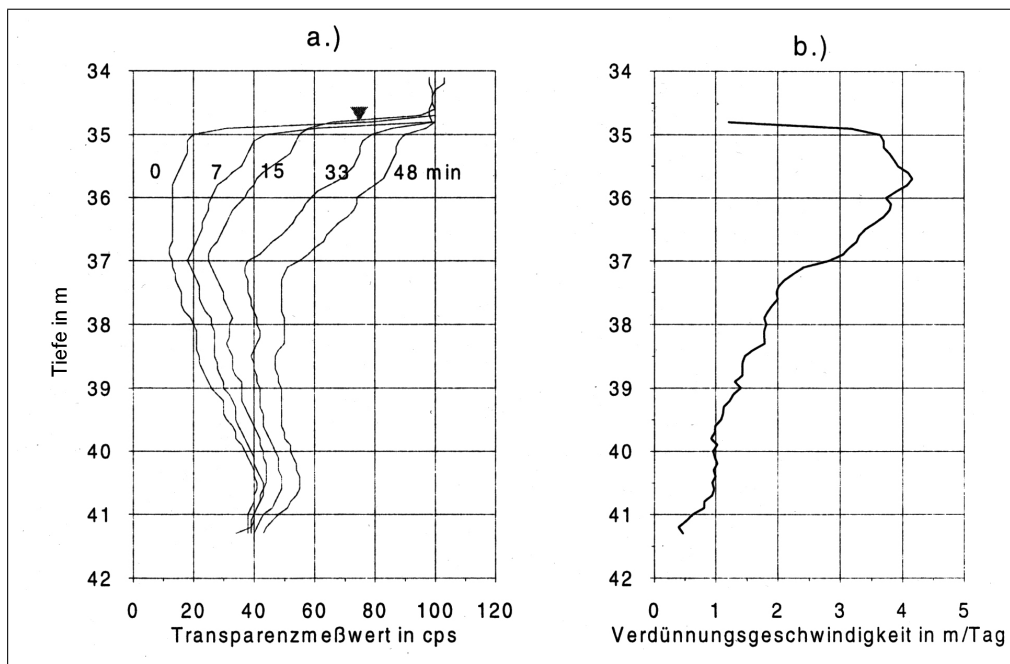 a.)
34
35
36
37
38
39
40
41
42
Tiefe in m
0
7
15
33
48 min
0 20 40 60 80 100 120
Transparenzmeßwert in cps
b.)
34
35
36
37
38
39
40
41
42
0 1 2 3 4 5
Verdünnungsgeschwindigkeit in m/Tag